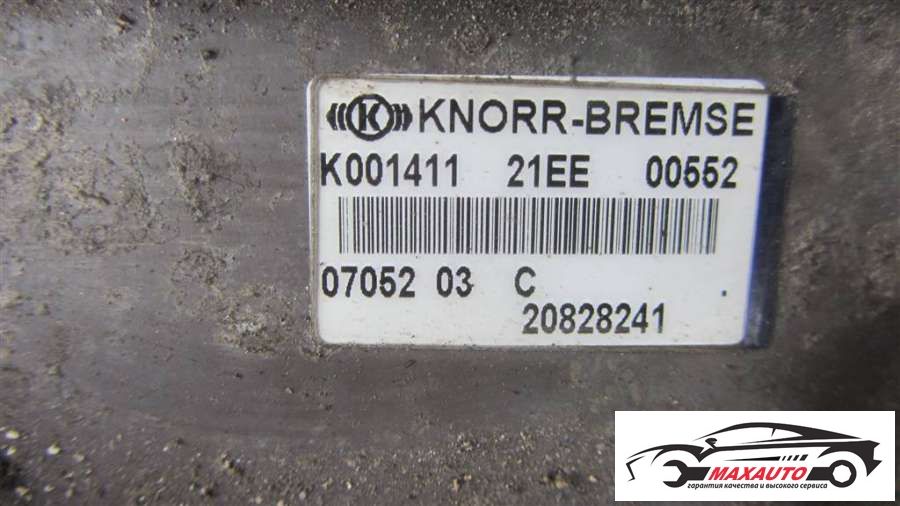 K KNORR-BREMSE
K001411 21EE 00552
07052 03 C .
20828241
MAXAUTO
гарантия качества и высокого сервиса